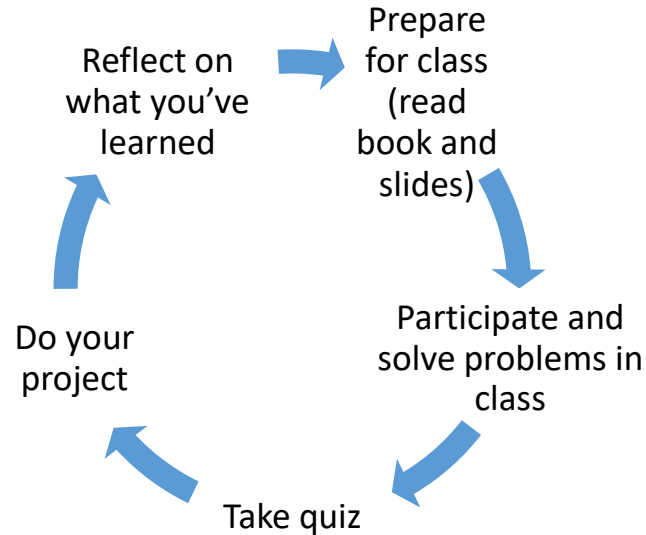 Prepare
for class
(read
book and
slides)
Participate and
solve problems in
class
Take quiz
Do your
project
Reflect on
what you’ve
learned